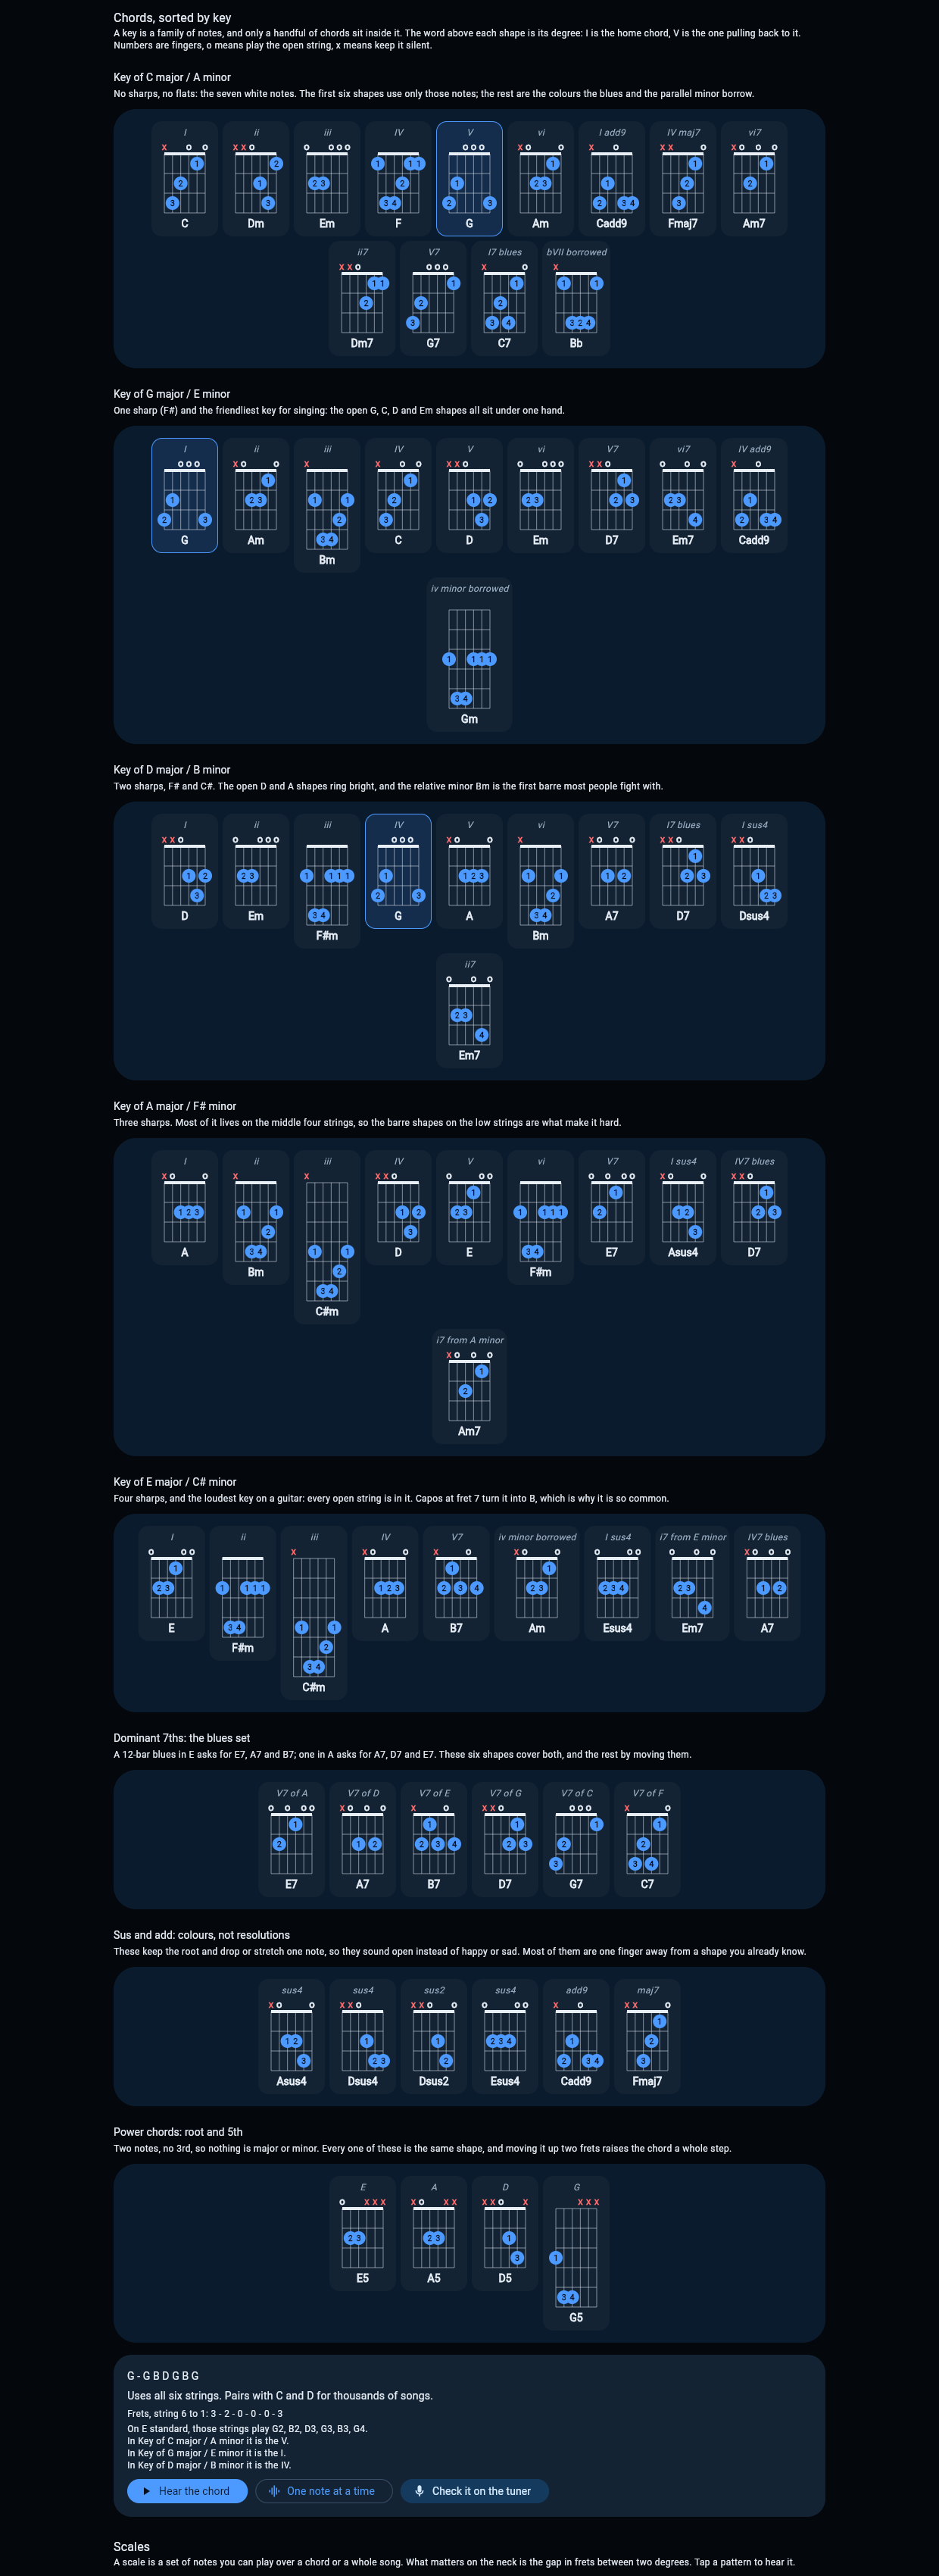 Chords, sorted by key
A key is a family of notes, and only a handful of chords sit inside it. The word above each shape is its degree: I is the home chord, V is the one pulling back to it.
Numbers are fingers, o means play the open string, x means keep it silent.
Key of C major / A minor
No sharps, no flats: the seven white notes. The first six shapes use only those notes; the rest are the colours the blues and the parallel minor borrow.
I ii iii IV V vi I add9 IV maj7 vi7
C Dm Em F G Am Cadd9 Fmaj7 Am7
ii7 V7 I7 blues bVII borrowed
Dm7 G7 C7 Bb
Key of G major / E minor
One sharp (F#) and the friendliest key for singing: the open G, C, D and Em shapes all sit under one hand.
I ii iii IV V vi V7 vi7 IV add9
G Am Bm C D Em D7 Em7 Cadd9
iv minor borrowed
Gm
Key of D major / B minor
Two sharps, F# and C#. The open D and A shapes ring bright, and the relative minor Bm is the first barre most people fight with.
I ii iii IV V vi V7 I7 blues I sus4
D Em F#m G A Bm A7 D7 Dsus4
ii7
Em7
Key of A major / F# minor
Three sharps. Most of it lives on the middle four strings, so the barre shapes on the low strings are what make it hard.
I ii iii IV V vi V7 I sus4 IV7 blues
A Bm C#m D E F#m E7 Asus4 D7
i7 from A minor
Am7
Key of E major / C# minor
Four sharps, and the loudest key on a guitar: every open string is in it. Capos at fret 7 turn it into B, which is why it is so common.
I ii iii IV V7 iv minor borrowed I sus4 i7 from E minor IV7 blues
E F#m C#m A B7 Am Esus4 Em7 A7
Dominant 7ths: the blues set
A 12-bar blues in E asks for E7, A7 and B7; one in A asks for A7, D7 and E7. These six shapes cover both, and the rest by moving them.
V7 of A V7 of D V7 of E V7 of G V7 of C V7 of F
E7 A7 B7 D7 G7 C7
Sus and add: colours, not resolutions
These keep the root and drop or stretch one note, so they sound open instead of happy or sad. Most of them are one finger away from a shape you already know.
sus4 sus4 sus2 sus4 add9 maj7
Asus4 Dsus4 Dsus2 Esus4 Cadd9 Fmaj7
Power chords: root and 5th
Two notes, no 3rd, so nothing is major or minor. Every one of these is the same shape, and moving it up two frets raises the chord a whole step.
E A D G
E5 A5 D5 G5
G - G B D G B G
Uses all six strings. Pairs with C and D for thousands of songs.
Frets, string 6 to 1: 3 - 2 - 0 - 0 - 0 - 3
On E standard, those strings play G2, B2, D3, G3, B3, G4.
In Key of C major / A minor it is the V.
In Key of G major / E minor it is the I.
In Key of D major / B minor it is the IV.
Hear the chord One note at a time Check it on the tuner
Scales
A scale is a set of notes you can play over a chord or a whole song. What matters on the neck is the gap in frets between two degrees. Tap a pattern to hear it.